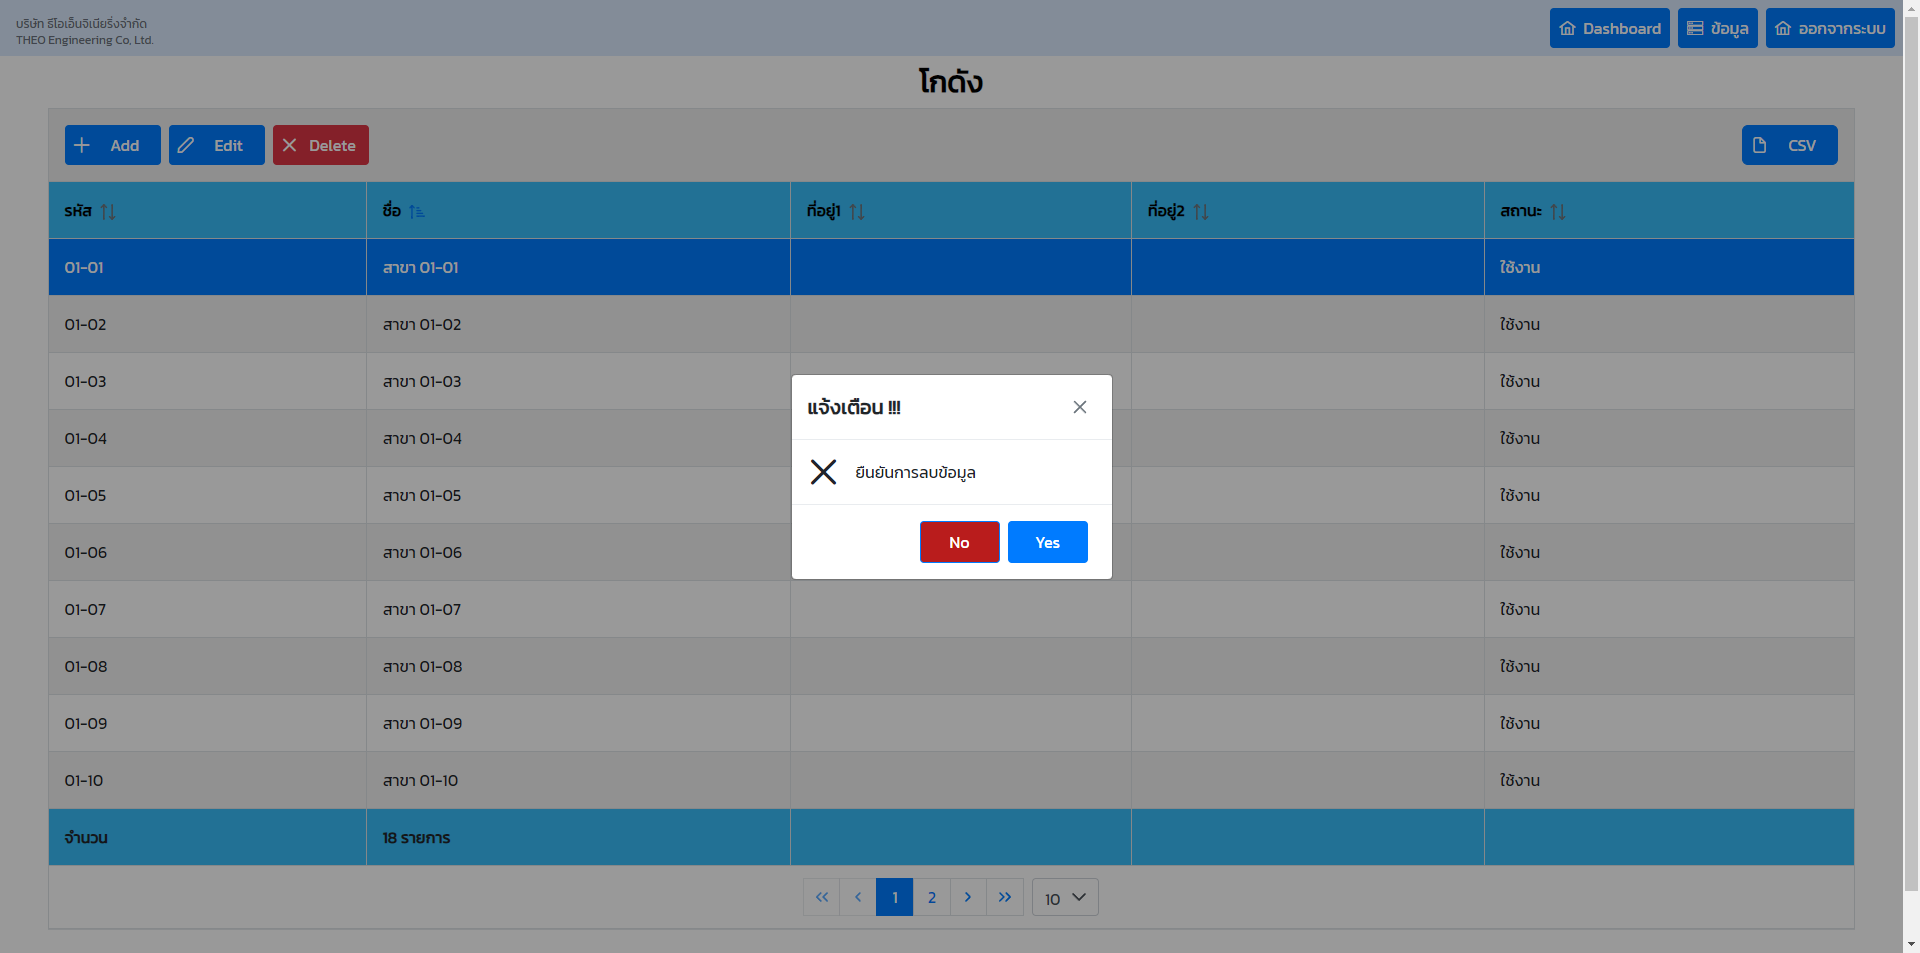 บริษัท ธีโอเอ็นจิเนียริ่งจำกัด
THEO Engineering Co, Ltd.
Dashboard ข้อมูล ออกจากระบบ
โกดัง
Add Edit Delete CSV
รหัส ชื่อ ที่อยู่1 ที่อยู่2 สถานะ
01-01 สาขา 01-01 ใช้งาน
01-02 สาขา 01-02 ใช้งาน
01-03 สาขา 01-03 ใช้งาน
01-04 สาขา 01-04 ใช้งาน
01-05 สาขา 01-05 ใช้งาน
01-06 สาขา 01-06 ใช้งาน
01-07 สาขา 01-07 ใช้งาน
01-08 สาขา 01-08 ใช้งาน
01-09 สาขา 01-09 ใช้งาน
01-10 สาขา 01-10 ใช้งาน
จำนวน 18 รายการ
1 2 10
แจ้งเตือน !!!
ยืนยันการลบข้อมูล
No Yes